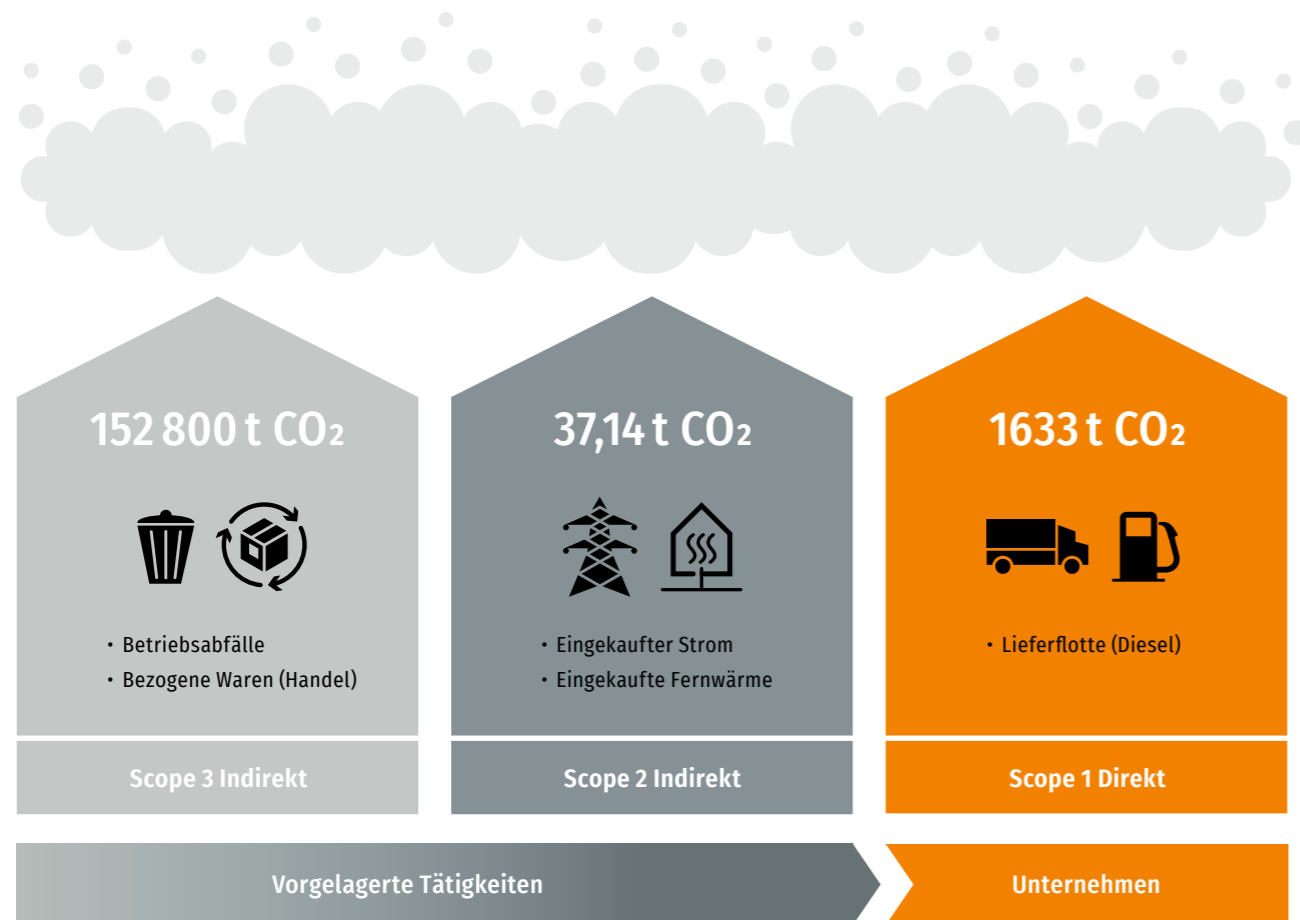 152 800 t CO₂
• Betriebsabfälle
• Bezogene Waren (Handel)
Scope 3 Indirekt
37,14 t CO₂
• Eingekaufter Strom
• Eingekaufte Fernwärme
Scope 2 Indirekt
1633 t CO₂
• Lieferflotte (Diesel)
Scope 1 Direkt
Vorgelagerte Tätigkeiten
Unternehmen